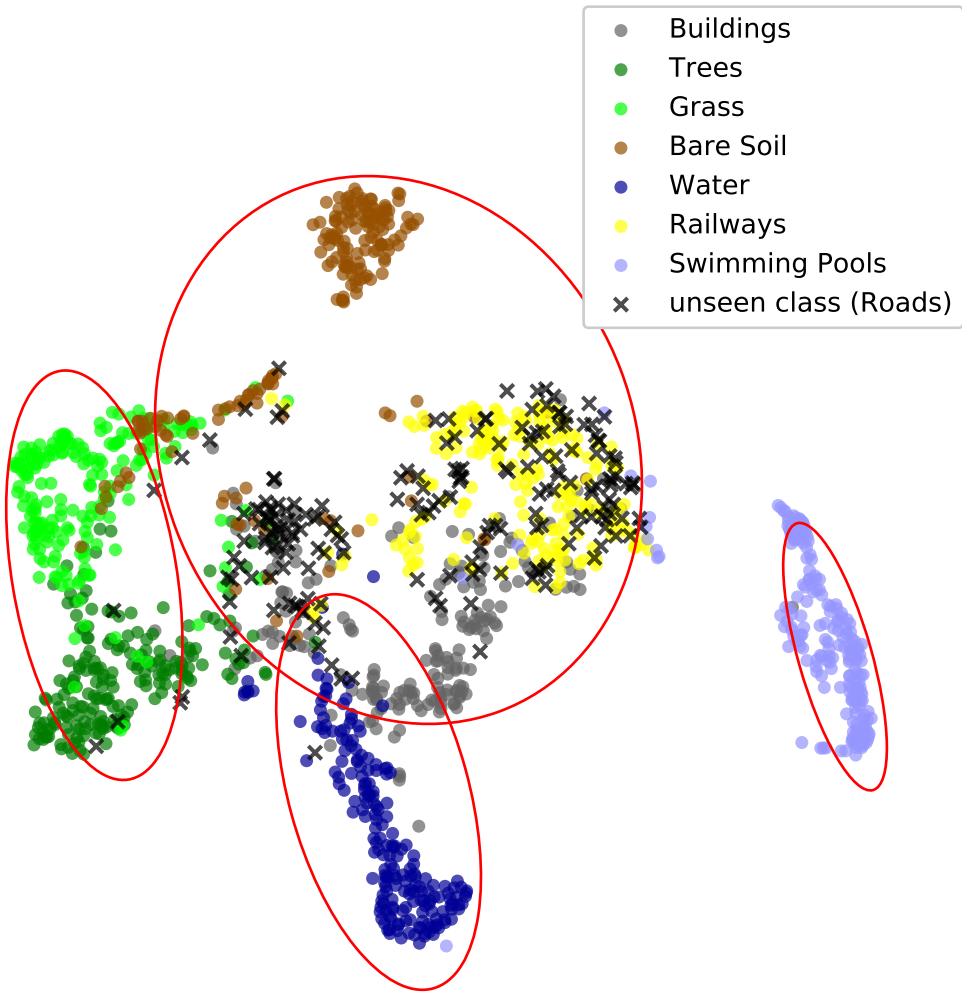 Buildings
Trees
Grass
Bare Soil
Water
Railways
Swimming Pools
unseen class (Roads)